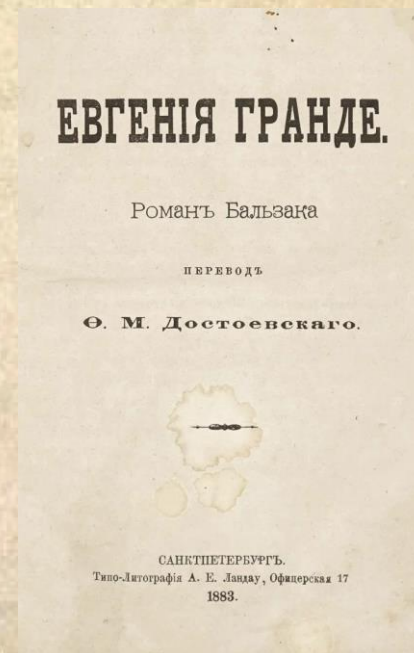 ЕВГЕНІЯ ГРАНДЕ.
Романъ Бальзака
ПЕРЕВОДЪ
Ѳ. М. Достоевскаго.
САНКТПЕТЕРБУРГЪ.
Типо-Литографія А. Е. Ландау, Офицерская 17
1883.